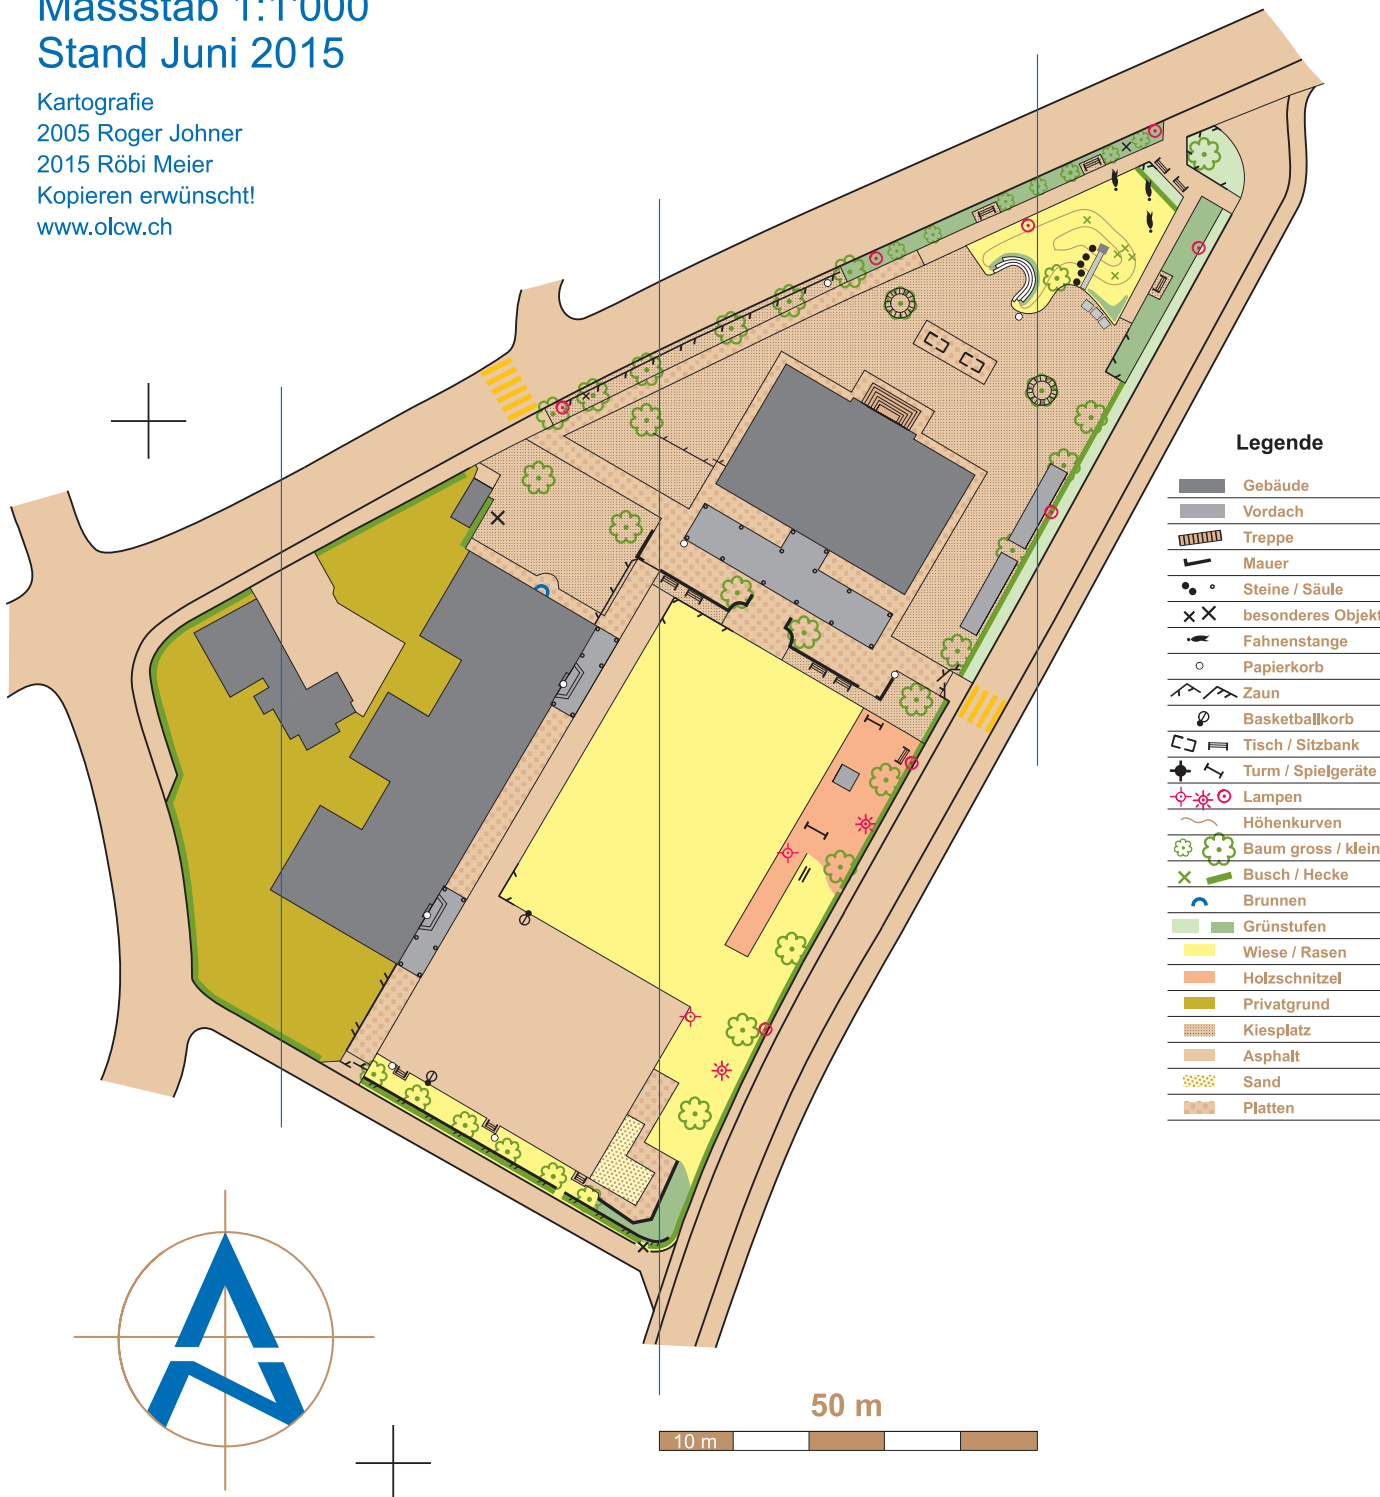 Massstab 1:1'000
Stand Juni 2015
Kartografie
2005 Roger Johner
2015 Röbi Meier
Kopieren erwünscht!
www.olcw.ch
Legende
Gebäude
Vordach
Treppe
Mauer
Steine / Säule
besonderes Objekt
Fahnenstange
Papierkorb
Zaun
Basketballkorb
Tisch / Sitzbank
Turm / Spielgeräte
Lampen
Höhenkurven
Baum gross / klein
Busch / Hecke
Brunnen
Grünstufen
Wiese / Rasen
Holzschnitzel
Privatgrund
Kiesplatz
Asphalt
Sand
Platten
50 m
10 m